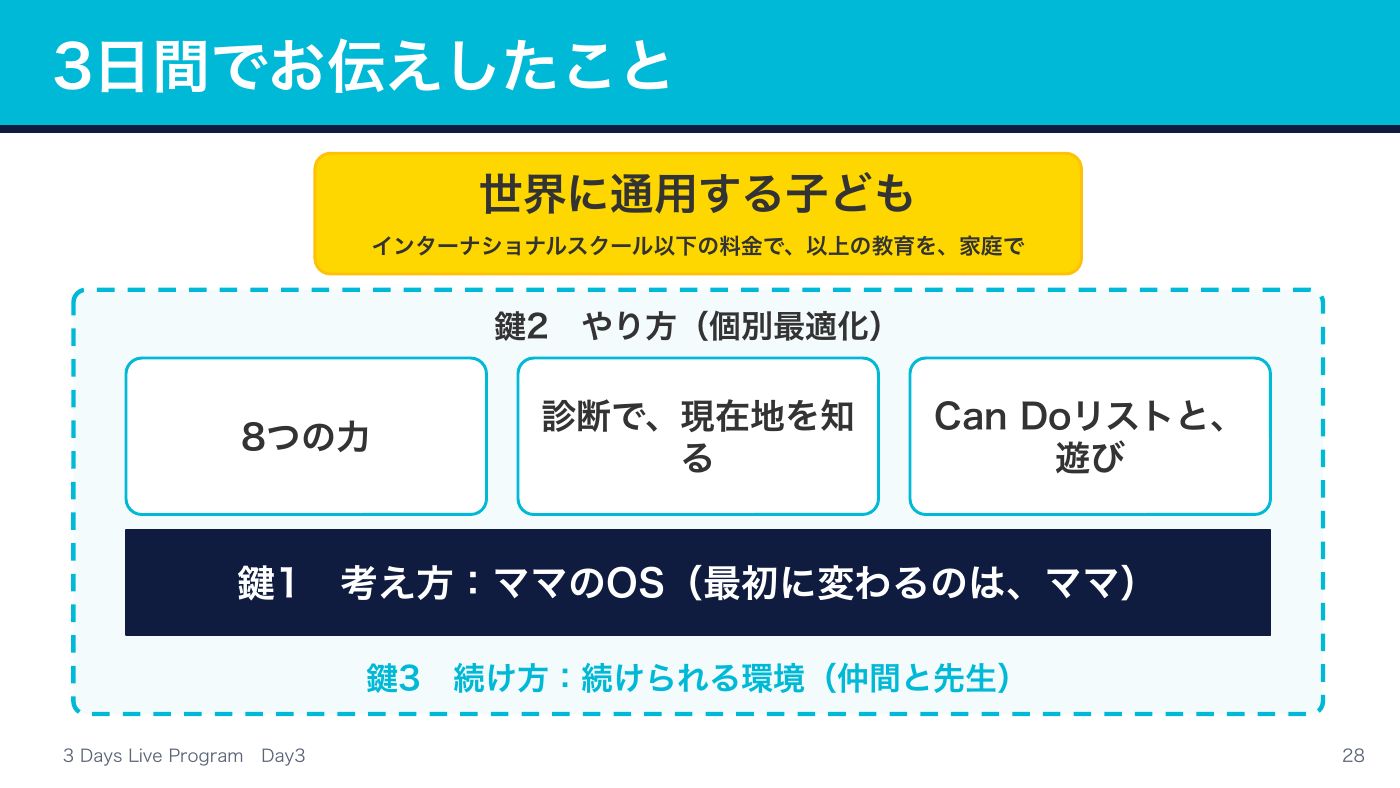 3日間でお伝えしたこと
世界に通用する子ども
インターナショナルスクール以下の料金で、以上の教育を、家庭で
鍵2　やり方（個別最適化）
8つの力
診断で、現在地を知
る
Can Doリストと、
遊び
鍵1　考え方：ママのOS（最初に変わるのは、ママ）
鍵3　続け方：続けられる環境（仲間と先生）
3 Days Live Program　Day3
28